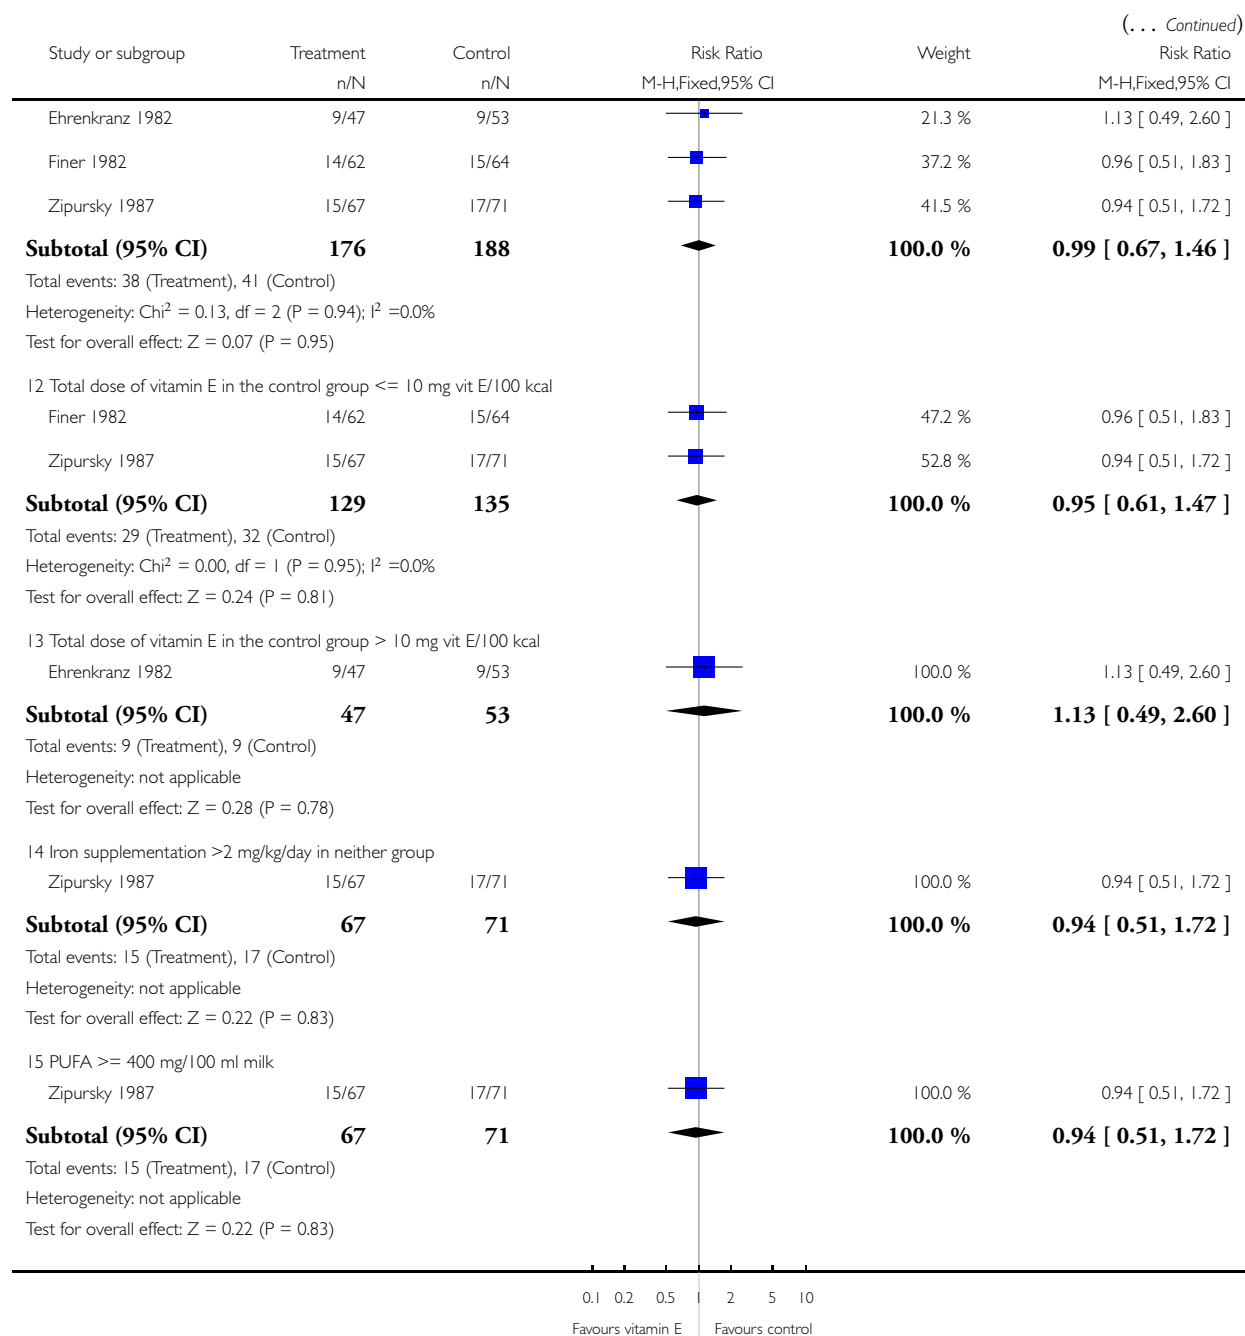 (... Continued)
Study or subgroup Treatment Control Risk Ratio Weight Risk Ratio
n/N n/N M-H,Fixed,95% CI M-H,Fixed,95% CI
Ehrenkranz 1982 9/47 9/53 21.3 % 1.13 [ 0.49, 2.60 ]
Finer 1982 14/62 15/64 37.2 % 0.96 [ 0.51, 1.83 ]
Zipursky 1987 15/67 17/71 41.5 % 0.94 [ 0.51, 1.72 ]
Subtotal (95% CI) 176 188 100.0 % 0.99 [ 0.67, 1.46 ]
Total events: 38 (Treatment), 41 (Control)
Heterogeneity: Chi² = 0.13, df = 2 (P = 0.94); I² =0.0%
Test for overall effect: Z = 0.07 (P = 0.95)
12 Total dose of vitamin E in the control group <= 10 mg vit E/100 kcal
Finer 1982 14/62 15/64 47.2 % 0.96 [ 0.51, 1.83 ]
Zipursky 1987 15/67 17/71 52.8 % 0.94 [ 0.51, 1.72 ]
Subtotal (95% CI) 129 135 100.0 % 0.95 [ 0.61, 1.47 ]
Total events: 29 (Treatment), 32 (Control)
Heterogeneity: Chi² = 0.00, df = 1 (P = 0.95); I² =0.0%
Test for overall effect: Z = 0.24 (P = 0.81)
13 Total dose of vitamin E in the control group > 10 mg vit E/100 kcal
Ehrenkranz 1982 9/47 9/53 100.0 % 1.13 [ 0.49, 2.60 ]
Subtotal (95% CI) 47 53 100.0 % 1.13 [ 0.49, 2.60 ]
Total events: 9 (Treatment), 9 (Control)
Heterogeneity: not applicable
Test for overall effect: Z = 0.28 (P = 0.78)
14 Iron supplementation >2 mg/kg/day in neither group
Zipursky 1987 15/67 17/71 100.0 % 0.94 [ 0.51, 1.72 ]
Subtotal (95% CI) 67 71 100.0 % 0.94 [ 0.51, 1.72 ]
Total events: 15 (Treatment), 17 (Control)
Heterogeneity: not applicable
Test for overall effect: Z = 0.22 (P = 0.83)
15 PUFA >= 400 mg/100 ml milk
Zipursky 1987 15/67 17/71 100.0 % 0.94 [ 0.51, 1.72 ]
Subtotal (95% CI) 67 71 100.0 % 0.94 [ 0.51, 1.72 ]
Total events: 15 (Treatment), 17 (Control)
Heterogeneity: not applicable
Test for overall effect: Z = 0.22 (P = 0.83)
0.1 0.2 0.5 1 2 5 10
Favours vitamin E Favours control